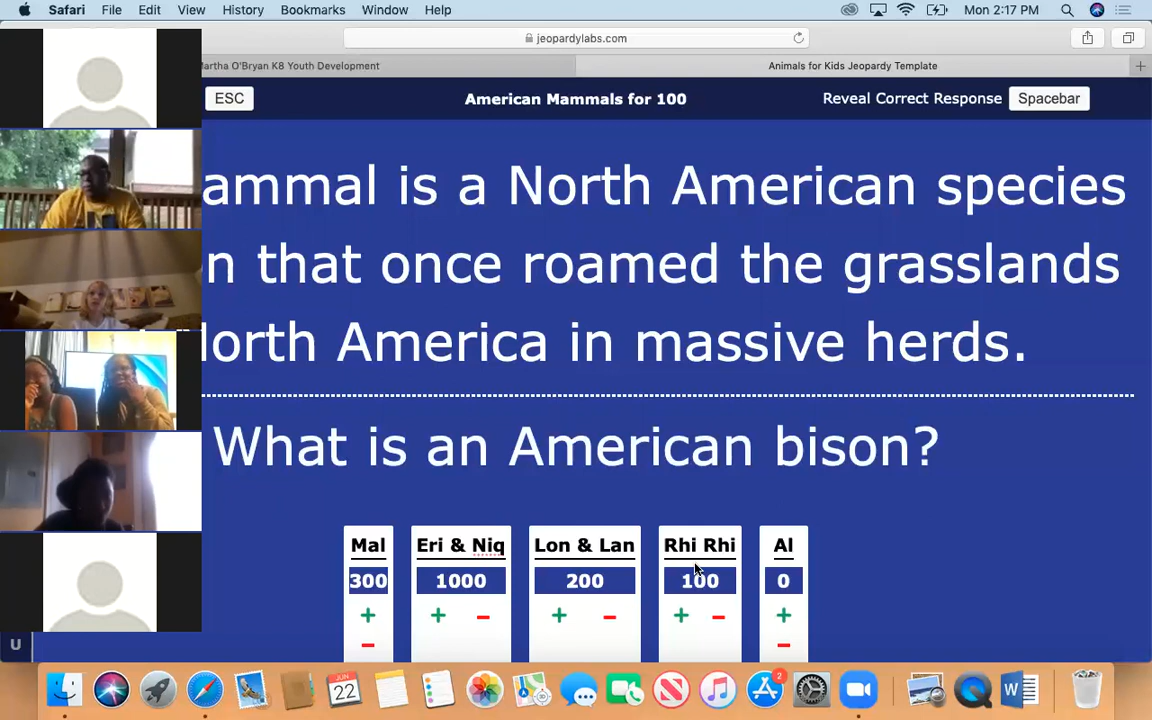 Safari File Edit View History Bookmarks Window Help Mon 2:17 PM
jeopardylabs.com
Martha O'Bryan K8 Youth Development Animals for Kids Jeopardy Template
ESC American Mammals for 100 Reveal Correct Response Spacebar
ammal is a North American species
n that once roamed the grasslands
North America in massive herds.
What is an American bison?
Mal Eri & Niq Lon & Lan Rhi Rhi Al
300 1000 200 100 0
+ + − + − + − +
− −
U
JUN
22
2
W